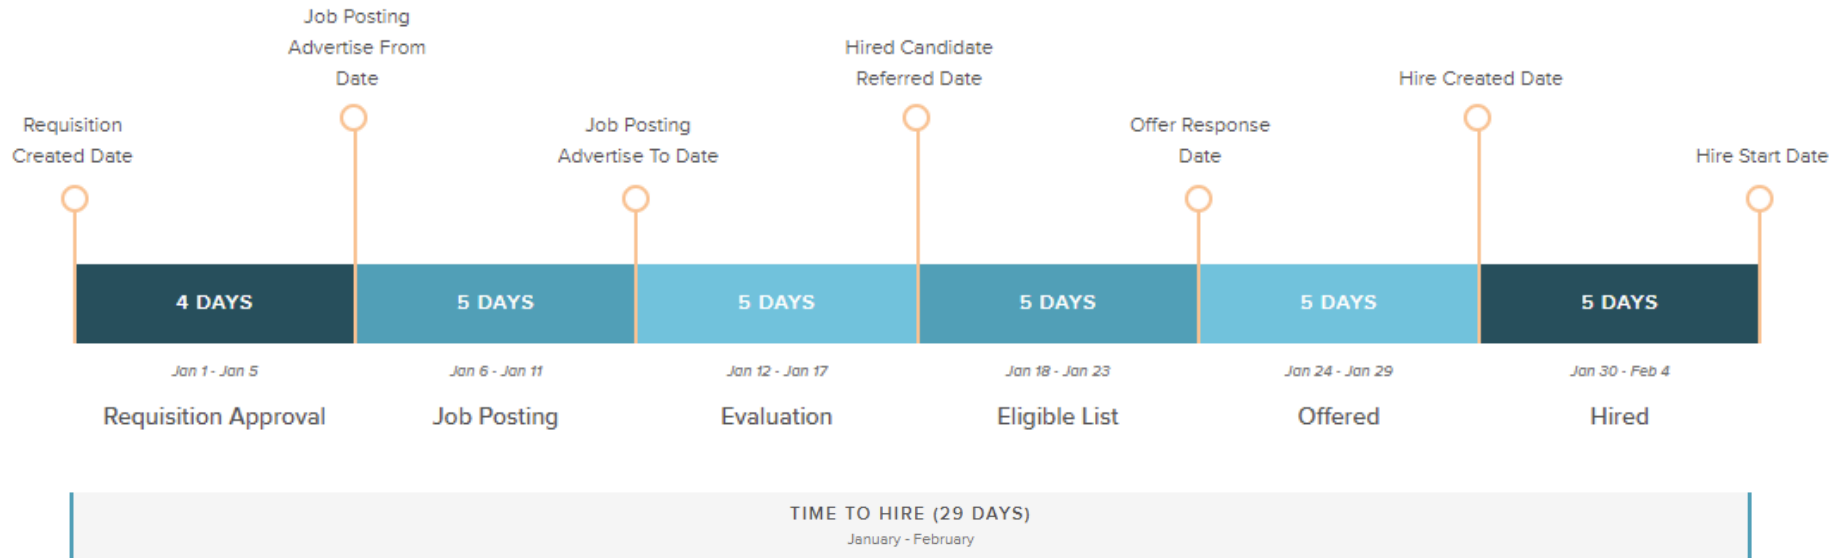 Job Posting
Advertise From
Date
Hired Candidate
Referred Date
Hire Created Date
Requisition
Created Date
Job Posting
Advertise To Date
Offer Response
Date
Hire Start Date
4 DAYS
5 DAYS
5 DAYS
5 DAYS
5 DAYS
5 DAYS
Jan 1 - Jan 5
Jan 6 - Jan 11
Jan 12 - Jan 17
Jan 18 - Jan 23
Jan 24 - Jan 29
Jan 30 - Feb 4
Requisition Approval
Job Posting
Evaluation
Eligible List
Offered
Hired
TIME TO HIRE (29 DAYS)
January - February